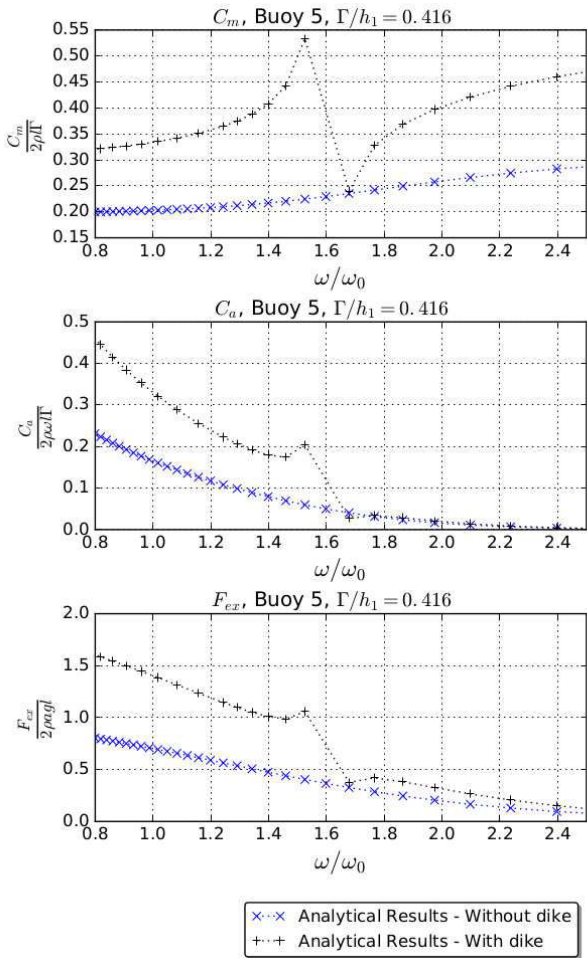 C_m, Buoy 5, Γ/h_1 = 0.416
0.55
0.50
0.45
0.40
0.35
0.30
0.25
0.20
0.15
C_m / 2ρlΓ
0.8 1.0 1.2 1.4 1.6 1.8 2.0 2.2 2.4
ω/ω_0
C_a, Buoy 5, Γ/h_1 = 0.416
0.5
0.4
0.3
0.2
0.1
0.0
C_a / 2ρωlΓ
0.8 1.0 1.2 1.4 1.6 1.8 2.0 2.2 2.4
ω/ω_0
F_ex, Buoy 5, Γ/h_1 = 0.416
2.0
1.5
1.0
0.5
0.0
F_ex / 2ρagl
0.8 1.0 1.2 1.4 1.6 1.8 2.0 2.2 2.4
ω/ω_0
Analytical Results - Without dike
Analytical Results - With dike